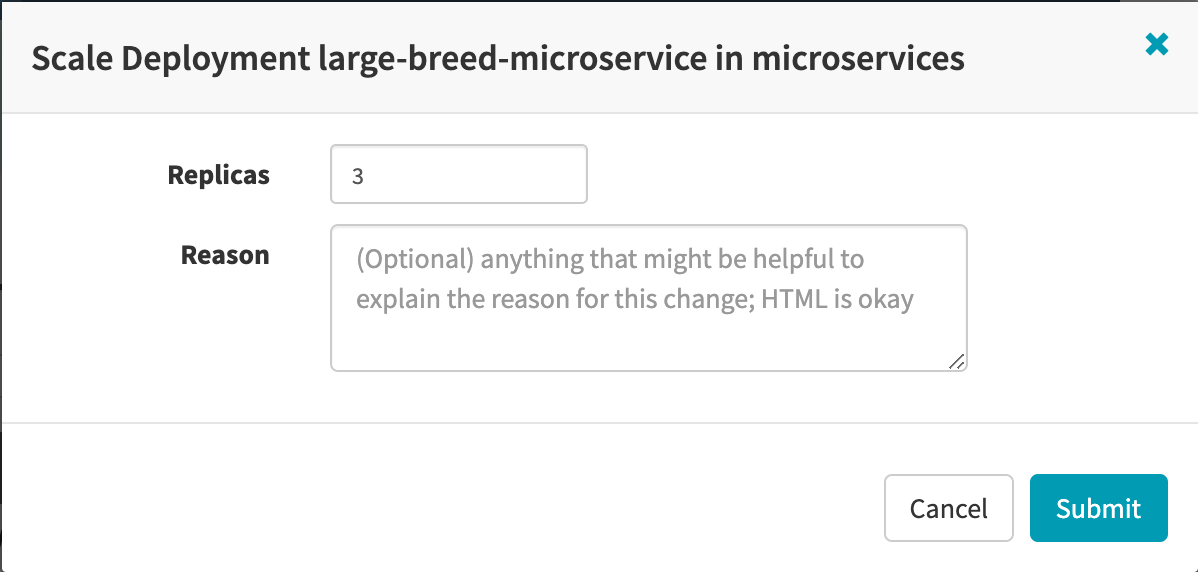 Scale Deployment large-breed-microservice in microservices
Replicas
3
Reason
(Optional) anything that might be helpful to
explain the reason for this change; HTML is okay
Cancel
Submit